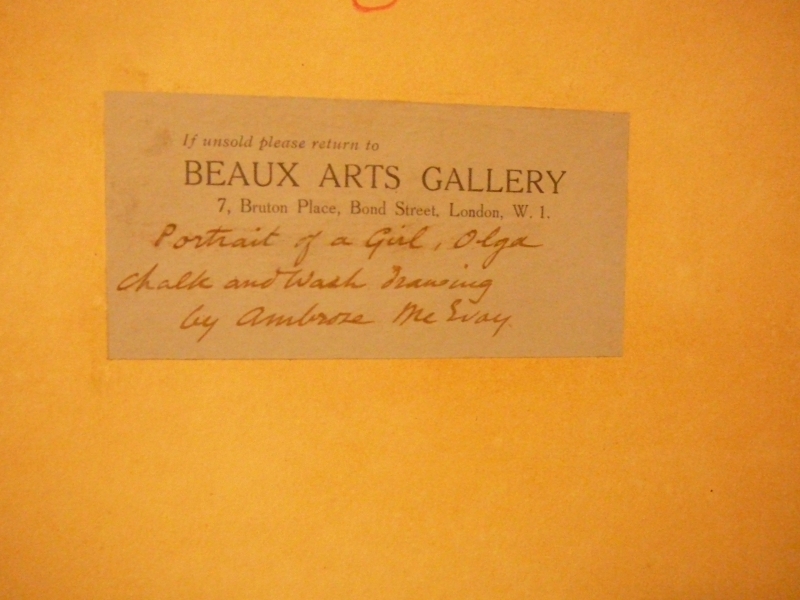 If unsold please return to
BEAUX ARTS GALLERY
7, Bruton Place, Bond Street, London, W. 1.
Portrait of a Girl, Olga
Chalk and Wash Drawing
by Ambrose McEvoy.